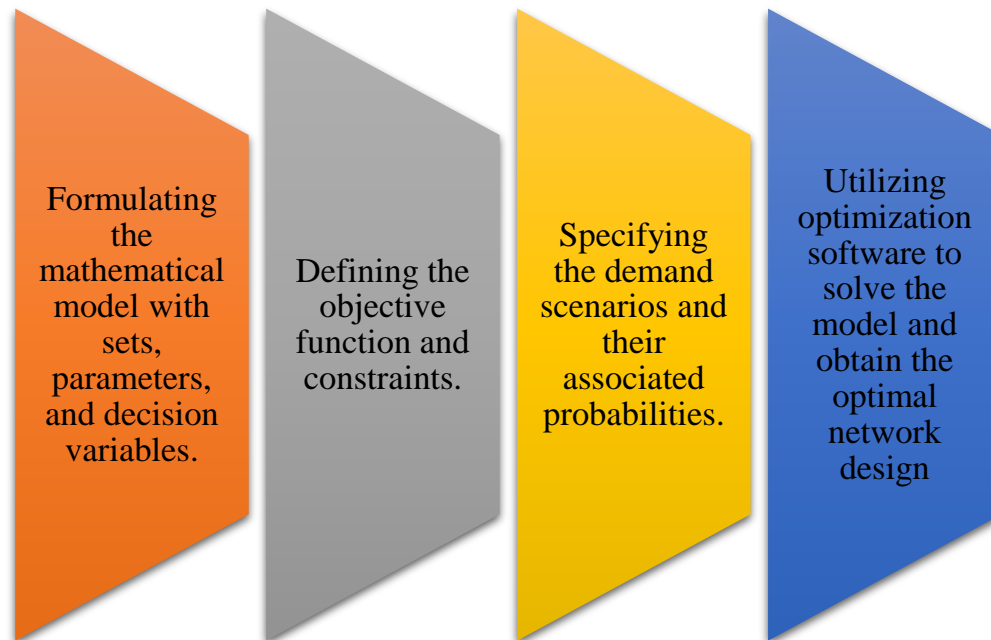 Formulating
the
mathematical
model with
sets,
parameters,
and decision
variables.
Defining the
objective
function and
constraints.
Specifying
the demand
scenarios and
their
associated
probabilities.
Utilizing
optimization
software to
solve the
model and
obtain the
optimal
network
design